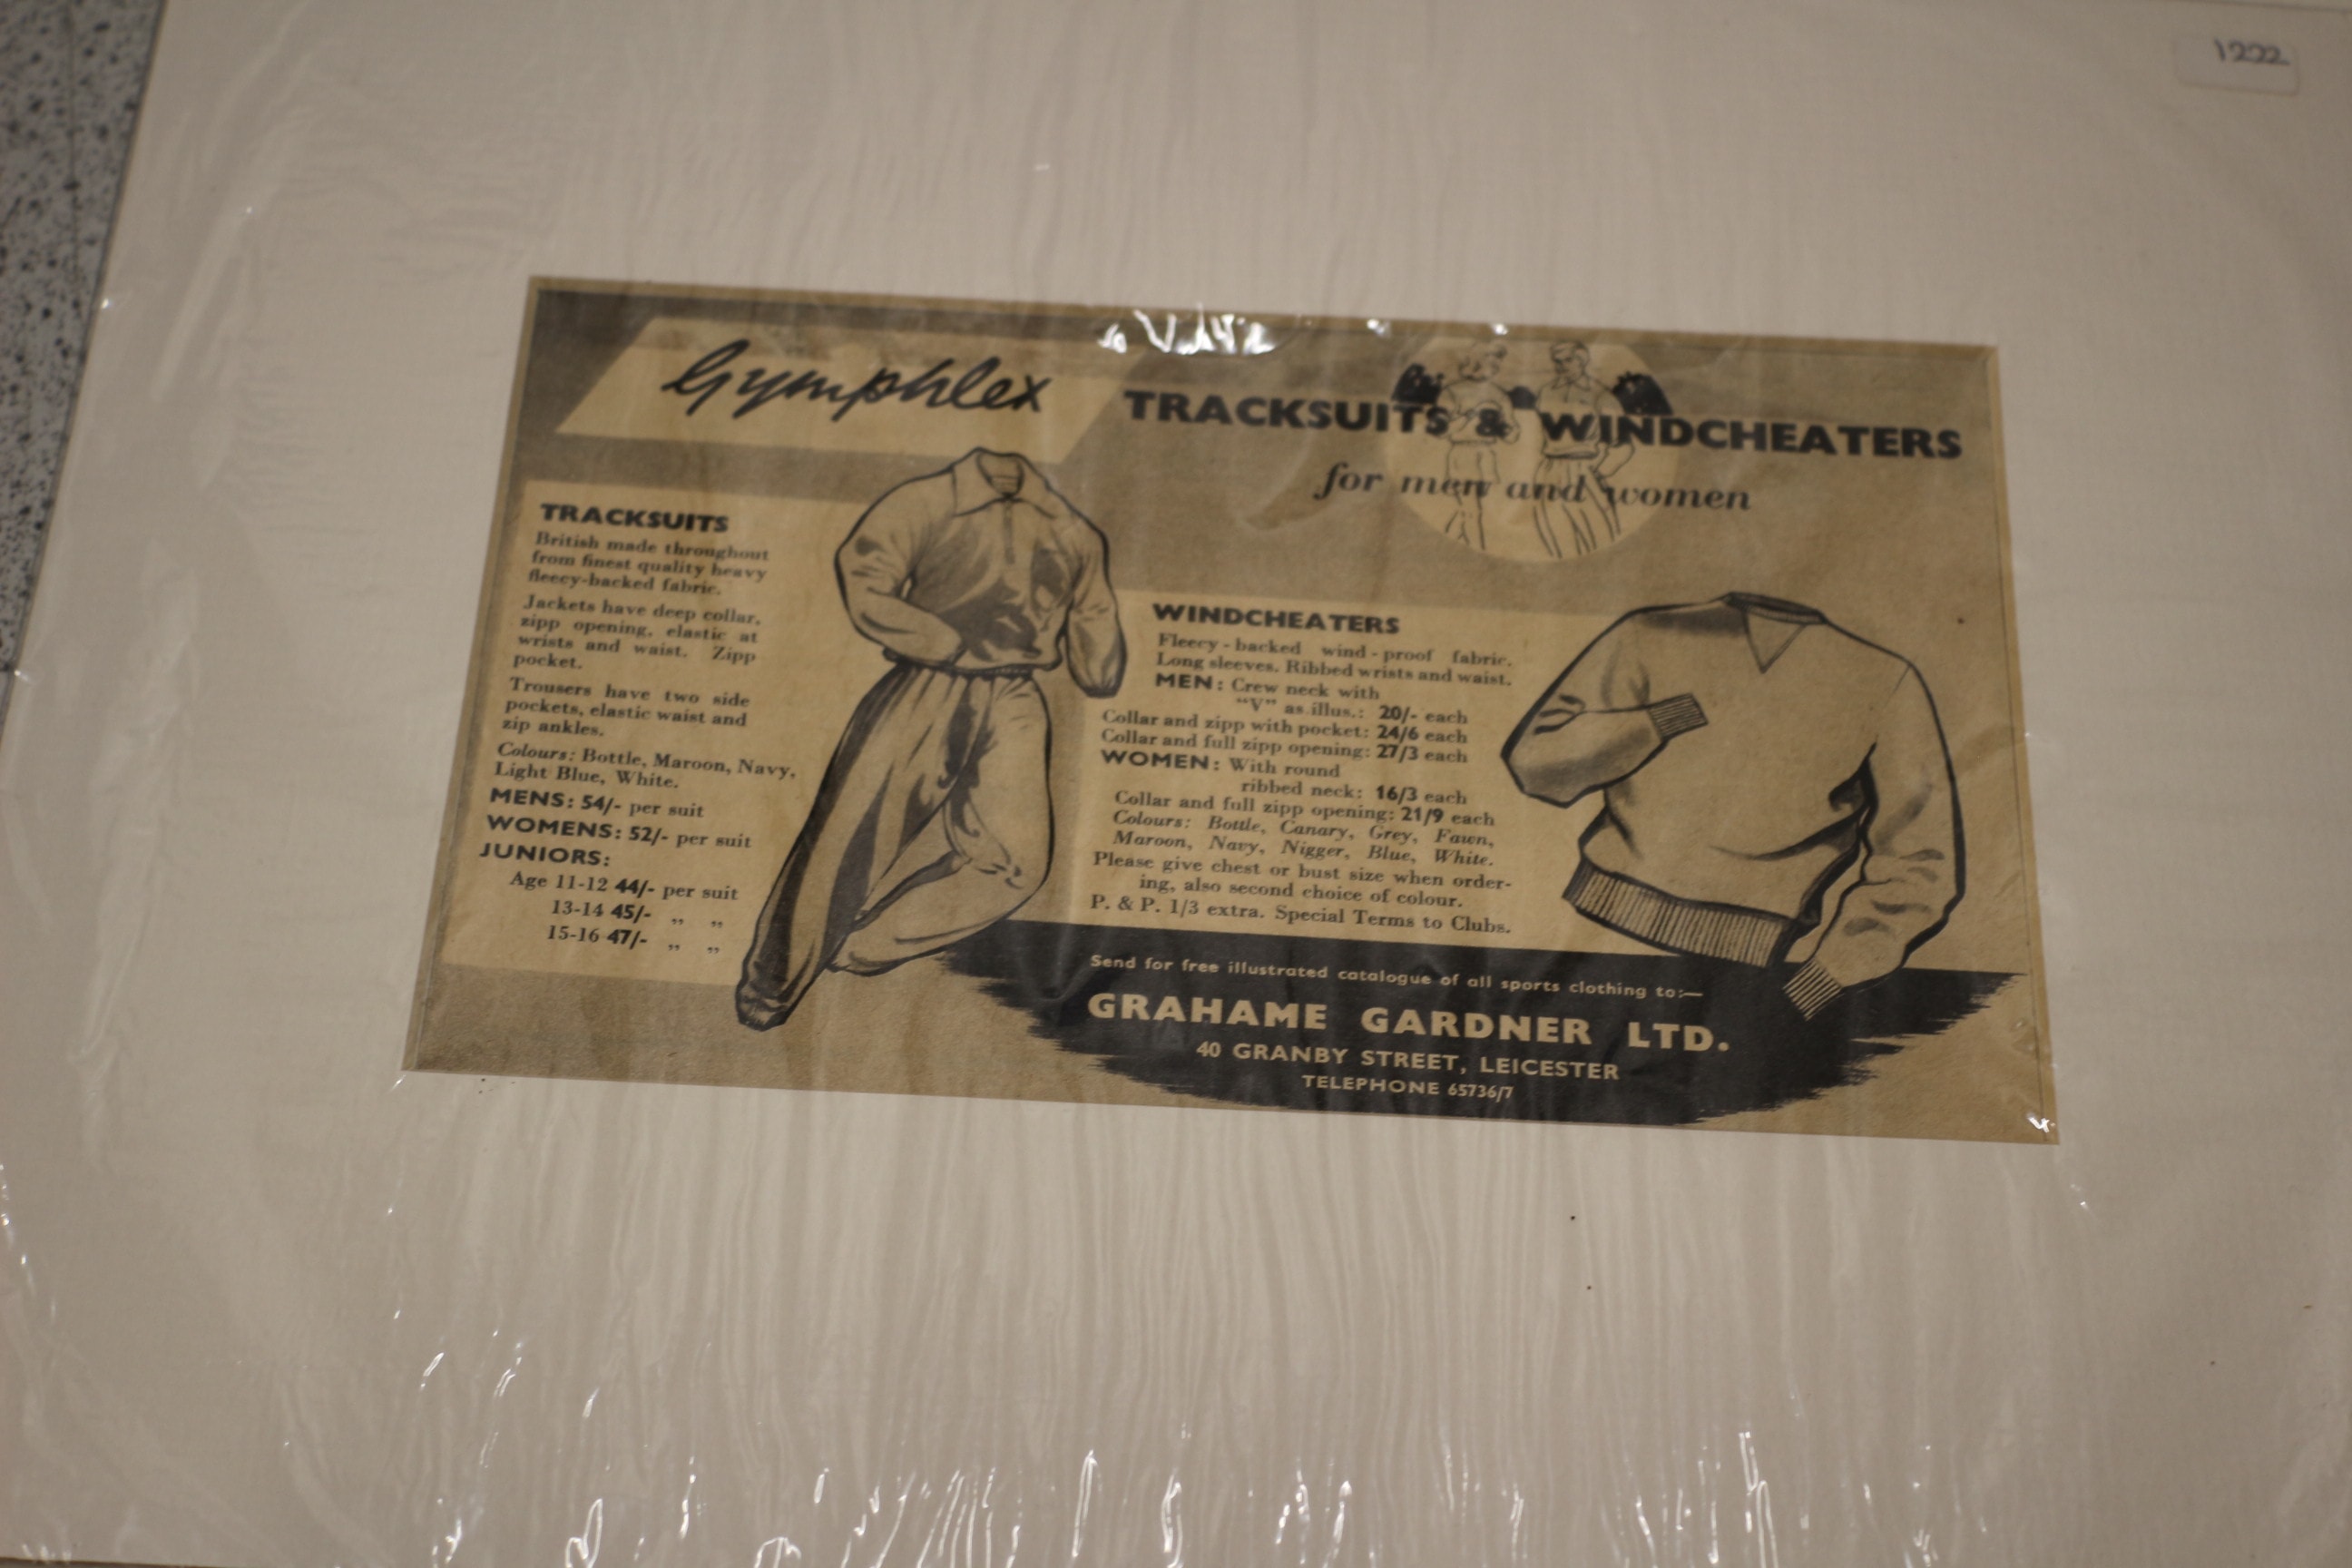 1222
Gymphlex
TRACKSUITS & WINDCHEATERS
for men and women
TRACKSUITS
British made throughout
from finest quality heavy
fleecy-backed fabric.
Jackets have deep collar,
zipp opening, elastic at
wrists and waist. Zipp
pocket.
Trousers have two side
pockets, elastic waist and
zip ankles.
Colours: Bottle, Maroon, Navy,
Light Blue, White.
MENS: 54/- per suit
WOMENS: 52/- per suit
JUNIORS:
Age 11-12 44/- per suit
13-14 45/- „ „
15-16 47/- „ „
WINDCHEATERS
Fleecy-backed wind-proof fabric.
Long sleeves. Ribbed wrists and waist.
MEN: Crew neck with
"V" as illus.: 20/- each
Collar and zipp with pocket: 24/6 each
Collar and full zipp opening: 27/3 each
WOMEN: With round
ribbed neck: 16/3 each
Collar and full zipp opening: 21/9 each
Colours: Bottle, Canary, Grey, Fawn,
Maroon, Navy, Nigger, Blue, White.
Please give chest or bust size when order-
ing, also second choice of colour.
P. & P. 1/3 extra. Special Terms to Clubs.
Send for free illustrated catalogue of all sports clothing to:—
GRAHAME GARDNER LTD.
40 GRANBY STREET, LEICESTER
TELEPHONE 65736/7